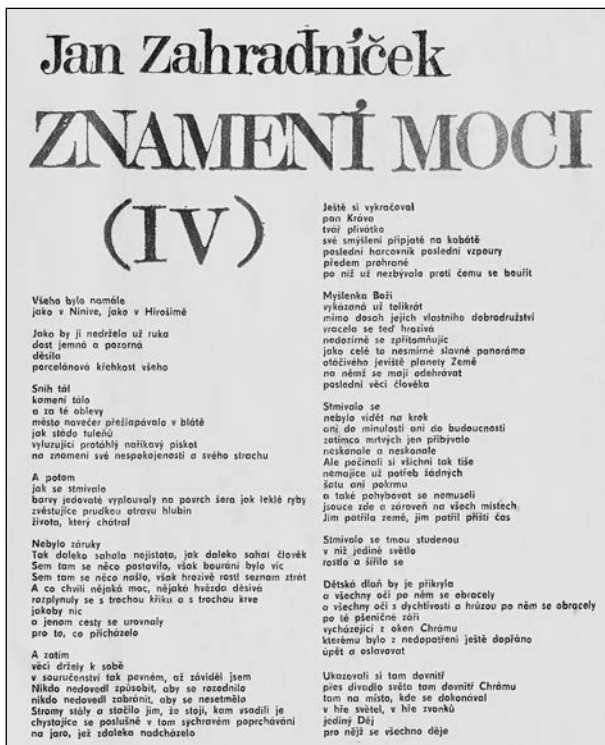 Jan Zahradníček
ZNAMENÍ MOCI
(IV)
Všeho bylo namále
jako v Ninive, jako v Hirošimě
Jako by ji nedržela už ruka
dost jemná a pozorná
děsila
porcelánová křehkost všeho
Sníh tál
kamení tálo
a za té oblevy
město navečer přešlapávalo v blátě
jak stádo tuleňů
vyluzující protáhlý naříkavý pískot
na znamení své nespokojenosti a svého strachu
A potom
jak se stmívalo
barvy jedovaté vyplouvaly na povrch šera jak leklé ryby
zvěstujíce prudkou otravu hlubin
života, který chátral
Nebylo záruky
Tak daleko sahala nejistota, jak daleko sahal člověk
Sem tam se něco postavilo, však bourání bylo víc
Sem tam se něco našlo, však hrozivě rostl seznam ztrát
A co chvíli nějaká moc, nějaká hvězda děsivá
rozplynuly se s trochou křiku a s trochou krve
jakoby nic
a jenom cesty se urovnaly
pro to, co přicházelo
A zatím
věci držely k sobě
v souručenství tak pevném, až záviděl jsem
Nikdo nedovedl způsobit, aby se rozednilo
nikdo nedovedl zabránit, aby se nesetmělo
Stromy stály a stačilo jim, že stojí, kam vsadili je
chystajíce se poslušně v tom sychravém poprchávání
na jaro, jež zdaleka nadcházelo
Ještě si vykračoval
pan Kráva
tvář plivátko
své smýšlení připjaté na kabátě
poslední harcovník poslední vzpoury
předem prohrané
po níž už nezbývalo proti čemu se bouřit
Myšlenka Boží
vykázaná už tolikrát
mimo dosah jejich vlastního dobrodružství
vracela se teď hrozivá
nedozírně se zpřítomňujíc
jako celé to nesmírné slavné panoráma
otáčivého jeviště planety Země
na němž se mají odehrávat
poslední věci člověka
Stmívalo se
nebylo vidět na krok
ani do minulosti ani do budoucnosti
zatímco mrtvých jen přibývalo
neskonale a neskonale
Ale počínali si všichni tak tiše
nemajíce už potřeb žádných
šatu ani pokrmu
a také pohybovat se nemuseli
jsouce zde a zároveň na všech místech
Jim patřila země, jim patřil příští čas
Stmívalo se tmou studenou
v níž jediné světlo
rostlo a šířilo se
Dětská dlaň by je přikryla
a všechny oči po něm se obracely
a všechny oči s dychtivostí a hrůzou po něm se obracely
po té pšeničné záři
vycházející z oken Chrámu
kterému bylo z nedopatření ještě dopřáno
úpět a oslavovat
Ukazovali si tam dovnitř
přes divadlo světa tam dovnitř Chrámu
tam na místo, kde se dokonával
v hře světel, v hře zvonků
jediný Děj
pro nějž se všechno děje